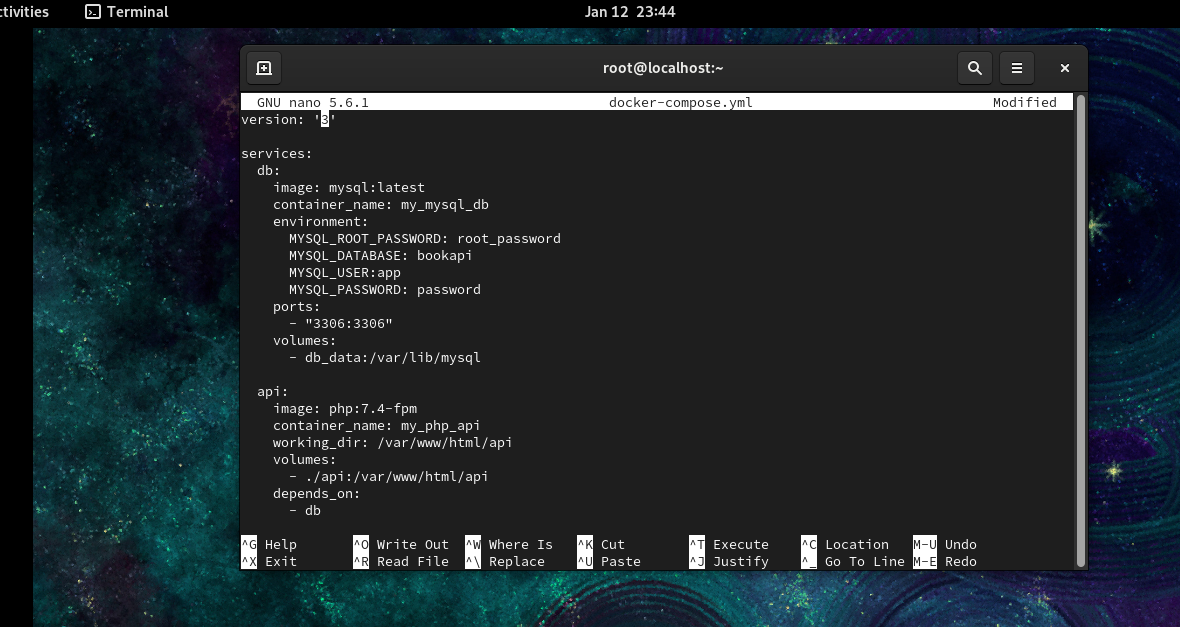 ctivities Terminal Jan 12 23:44
root@localhost:~
GNU nano 5.6.1 docker-compose.yml Modified
version: '3'
services:
  db:
    image: mysql:latest
    container_name: my_mysql_db
    environment:
      MYSQL_ROOT_PASSWORD: root_password
      MYSQL_DATABASE: bookapi
      MYSQL_USER:app
      MYSQL_PASSWORD: password
    ports:
      - "3306:3306"
    volumes:
      - db_data:/var/lib/mysql
  api:
    image: php:7.4-fpm
    container_name: my_php_api
    working_dir: /var/www/html/api
    volumes:
      - ./api:/var/www/html/api
    depends_on:
      - db
^G Help ^O Write Out ^W Where Is ^K Cut ^T Execute ^C Location M-U Undo
^X Exit ^R Read File ^\ Replace ^U Paste ^J Justify ^_ Go To Line M-E Redo